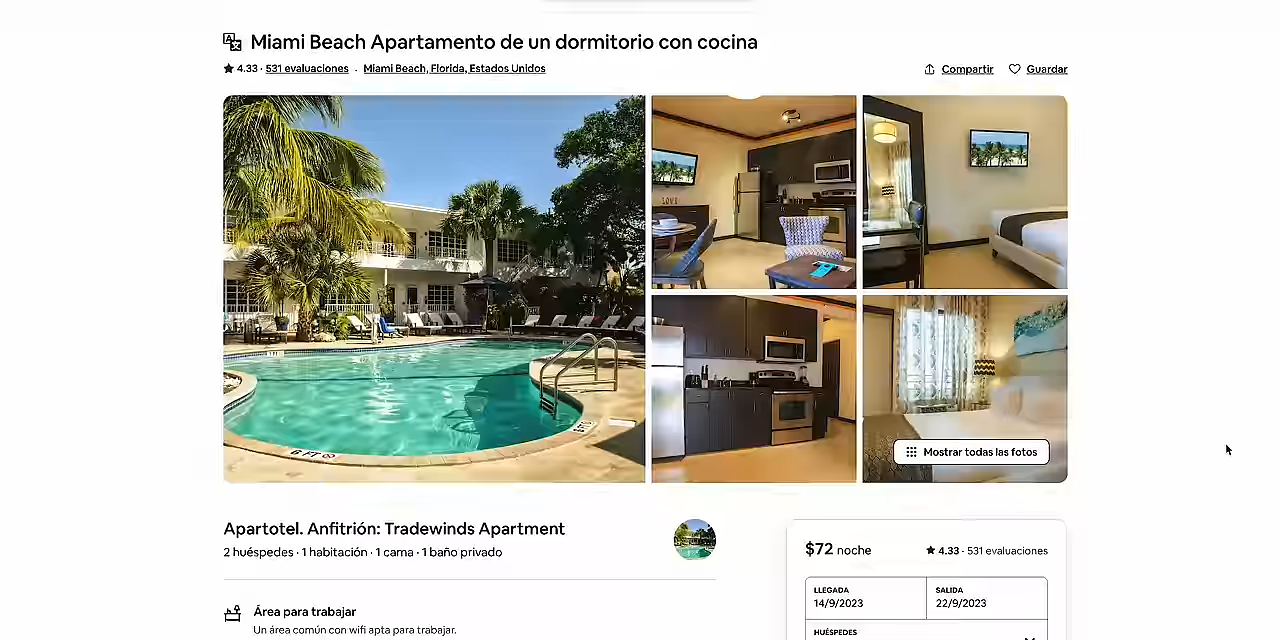 Miami Beach Apartamento de un dormitorio con cocina
★ 4.33 · 531 evaluaciones · Miami Beach, Florida, Estados Unidos
Compartir
Guardar
LOVE
6 FT
Mostrar todas las fotos
Apartotel. Anfitrión: Tradewinds Apartment
2 huéspedes · 1 habitación · 1 cama · 1 baño privado
$72 noche
★ 4.33 · 531 evaluaciones
LLEGADA
14/9/2023
SALIDA
22/9/2023
HUÉSPEDES
Área para trabajar
Un área común con wifi apta para trabajar.